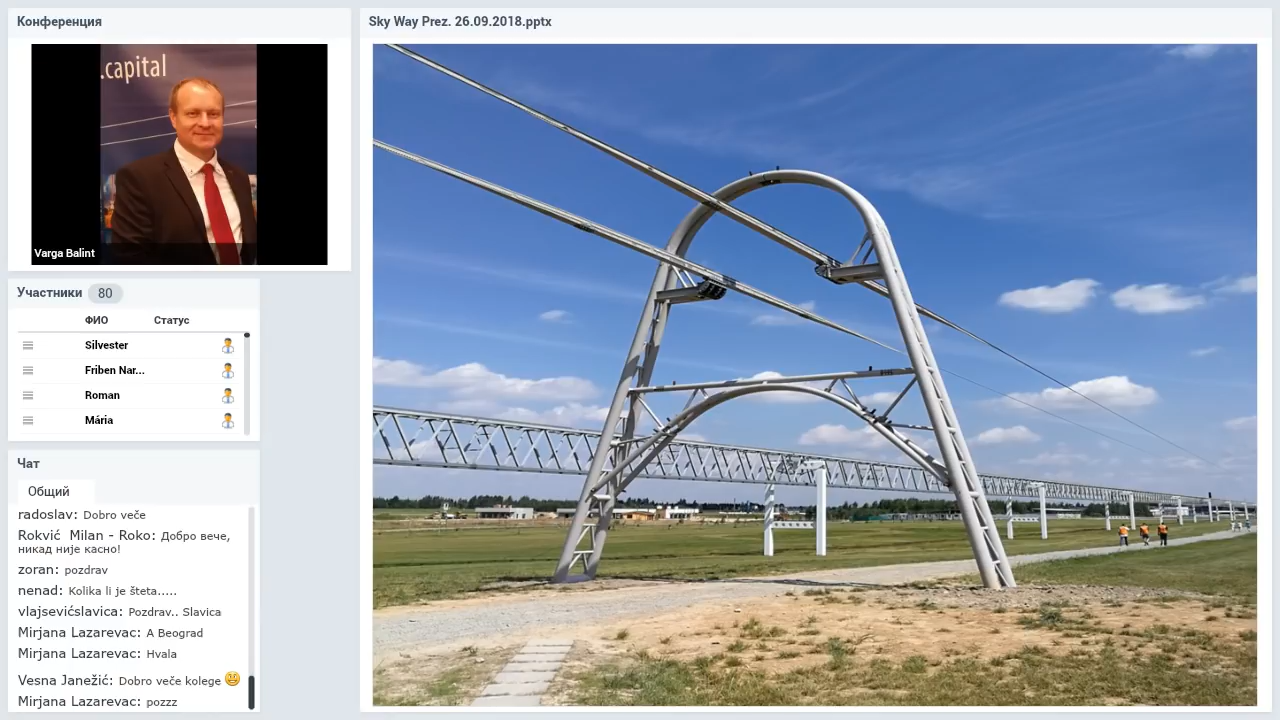 Конференция
.capital
Varga Balint
Участники 80
ФИО Статус
Silvester
Friben Nar...
Roman
Mária
Чат
Общий
radoslav: Dobro veče
Rokvić Milan - Roko: Добро вече,
никад није касно!
zoran: pozdrav
nenad: Kolika li je šteta.....
vlajsevićslavica: Pozdrav.. Slavica
Mirjana Lazarevac: A Beograd
Mirjana Lazarevac: Hvala
Vesna Janežić: Dobro veče kolege
Mirjana Lazarevac: pozzz
Sky Way Prez. 26.09.2018.pptx